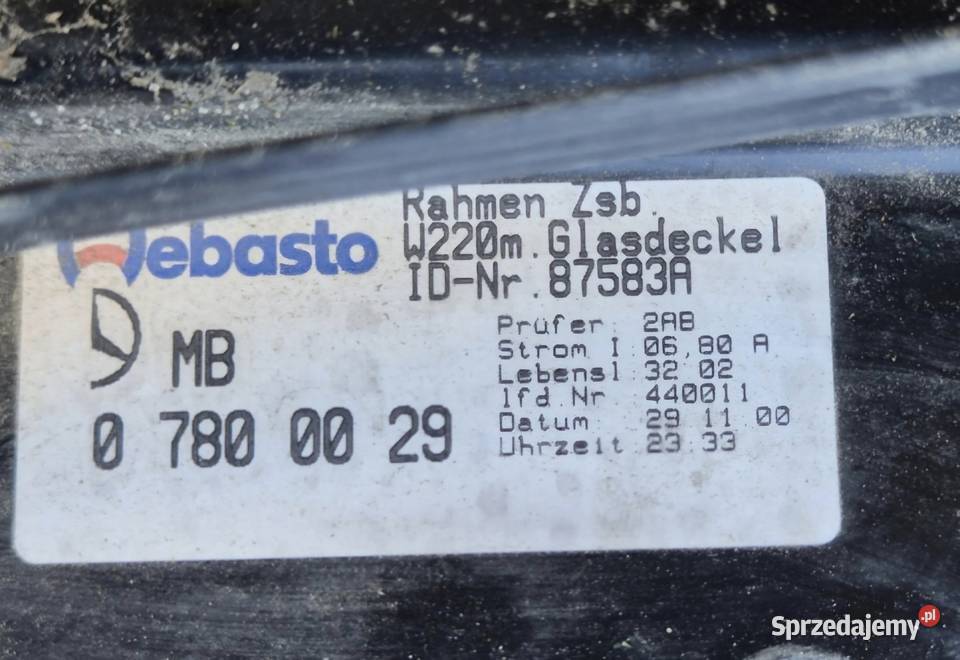 Webasto
Rahmen Zsb.
W220m.Glasdeckel
ID-Nr.87583A
MB
0 780 00 29
Prüfer: 2AB
Strom I:06,80 A
Lebensl:32 02
lfd.Nr :440011
Datum :29.11.00
Uhrzeit:23:33
Sprzedajemy.pl